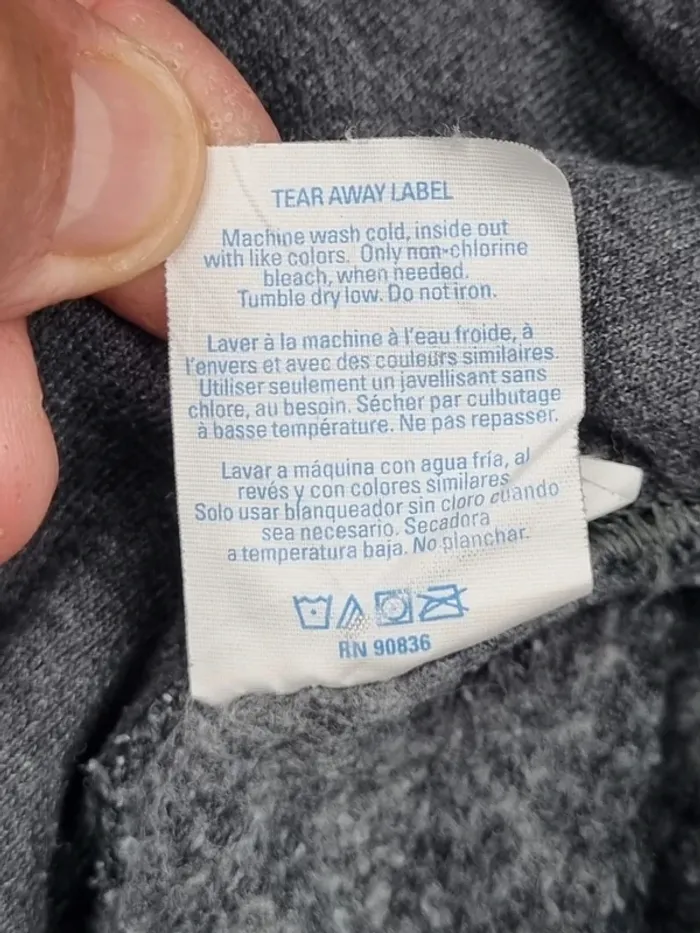 TEAR AWAY LABEL
Machine wash cold, inside out
with like colors. Only non-chlorine
bleach, when needed.
Tumble dry low. Do not iron.
Laver à la machine à l'eau froide, à
l'envers et avec des couleurs similaires.
Utiliser seulement un javellisant sans
chlore, au besoin. Sécher par culbutage
à basse température. Ne pas repasser.
Lavar a máquina con agua fría, al
revés y con colores similares.
Solo usar blanqueador sin cloro cuando
sea necesario. Secadora
a temperatura baja. No planchar.
RN 90836